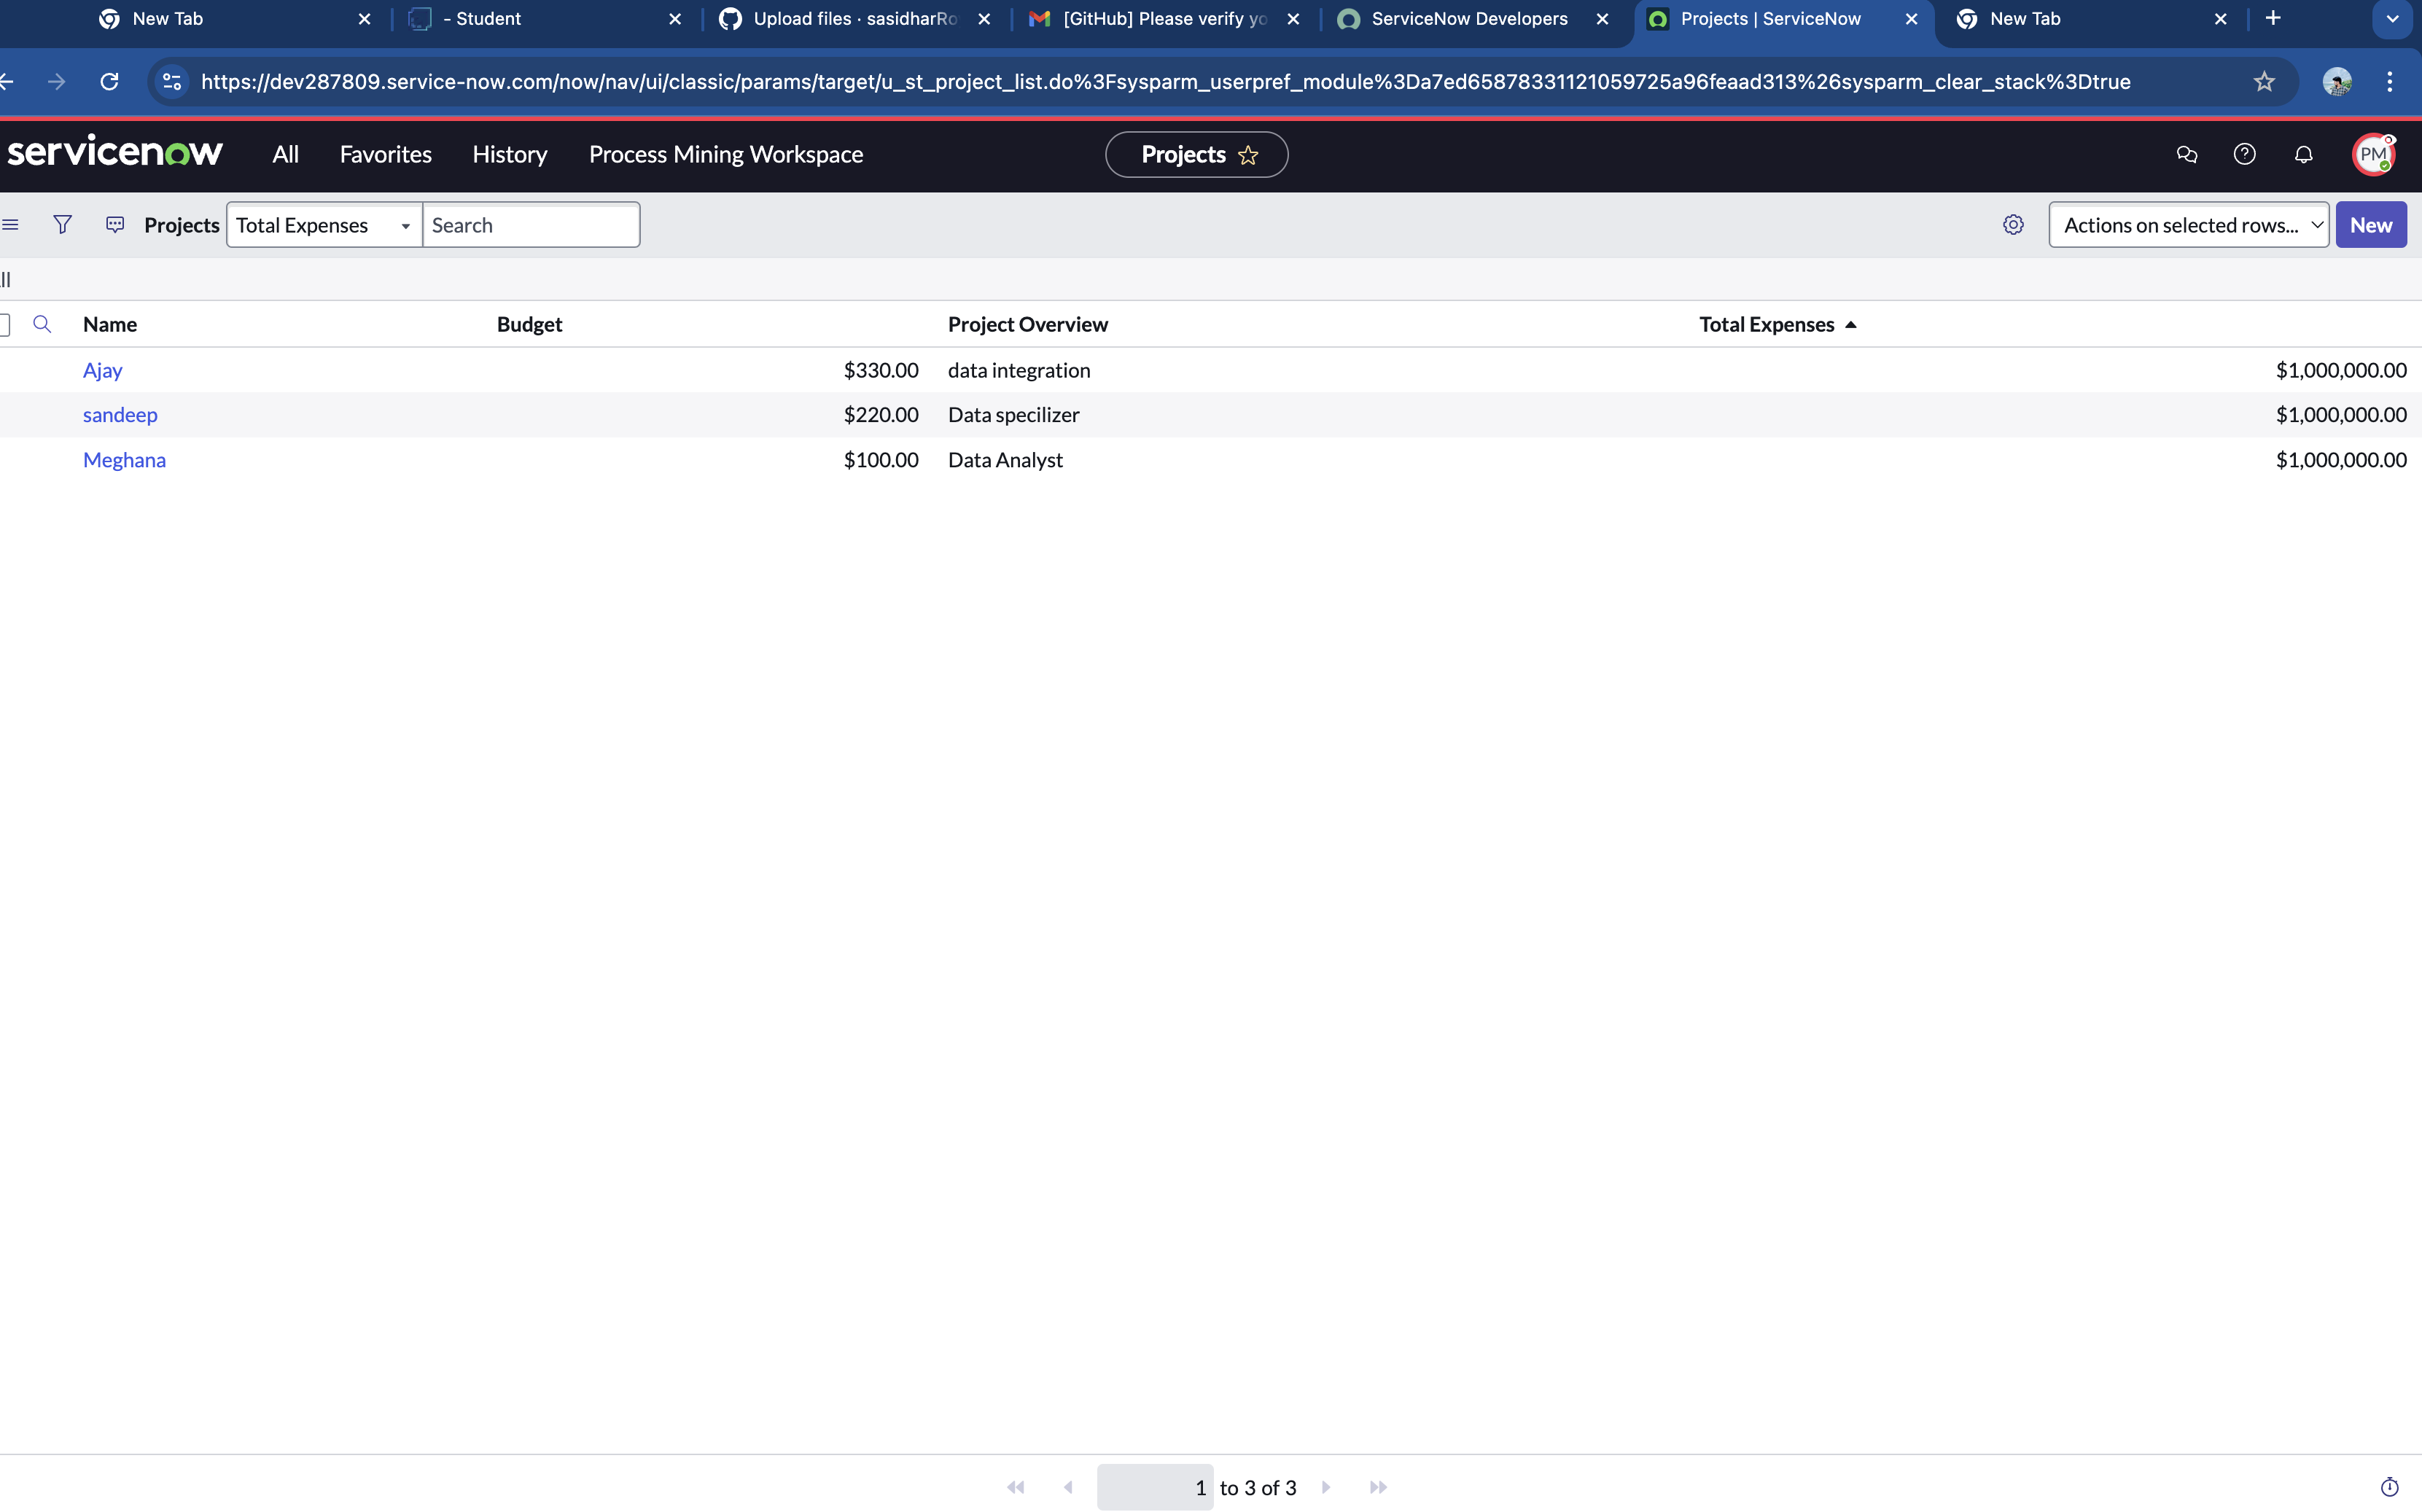 New Tab
- Student
Upload files · sasidharRo
[GitHub] Please verify yo
ServiceNow Developers
Projects | ServiceNow
New Tab
https://dev287809.service-now.com/now/nav/ui/classic/params/target/u_st_project_list.do%3Fsysparm_userpref_module%3Da7ed65878331121059725a96feaad313%26sysparm_clear_stack%3Dtrue
servicenow All Favorites History Process Mining Workspace Projects PM
Projects Total Expenses Search Actions on selected rows... New
ll
Name Budget Project Overview Total Expenses
Ajay $330.00 data integration $1,000,000.00
sandeep $220.00 Data specilizer $1,000,000.00
Meghana $100.00 Data Analyst $1,000,000.00
1 to 3 of 3